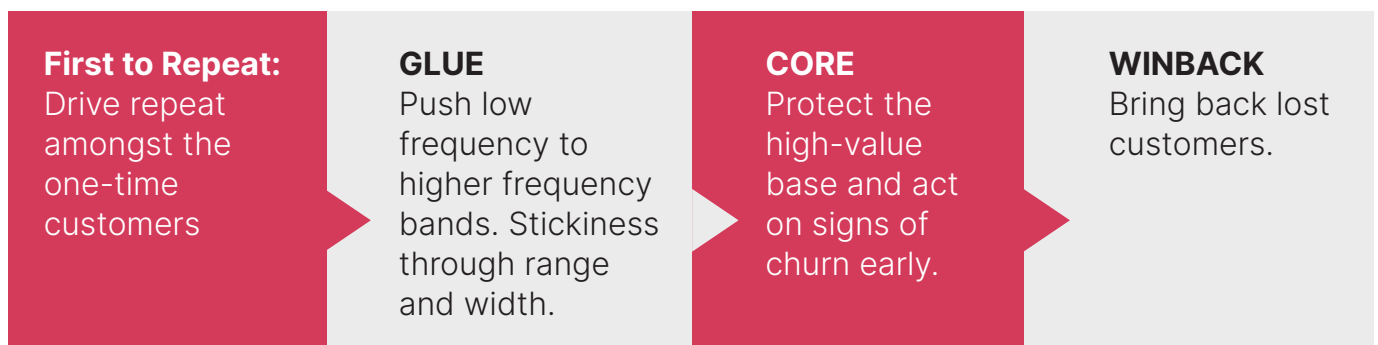 First to Repeat:
Drive repeat
amongst the
one-time
customers
GLUE
Push low
frequency to
higher frequency
bands. Stickiness
through range
and width.
CORE
Protect the
high-value
base and act
on signs of
churn early.
WINBACK
Bring back lost
customers.